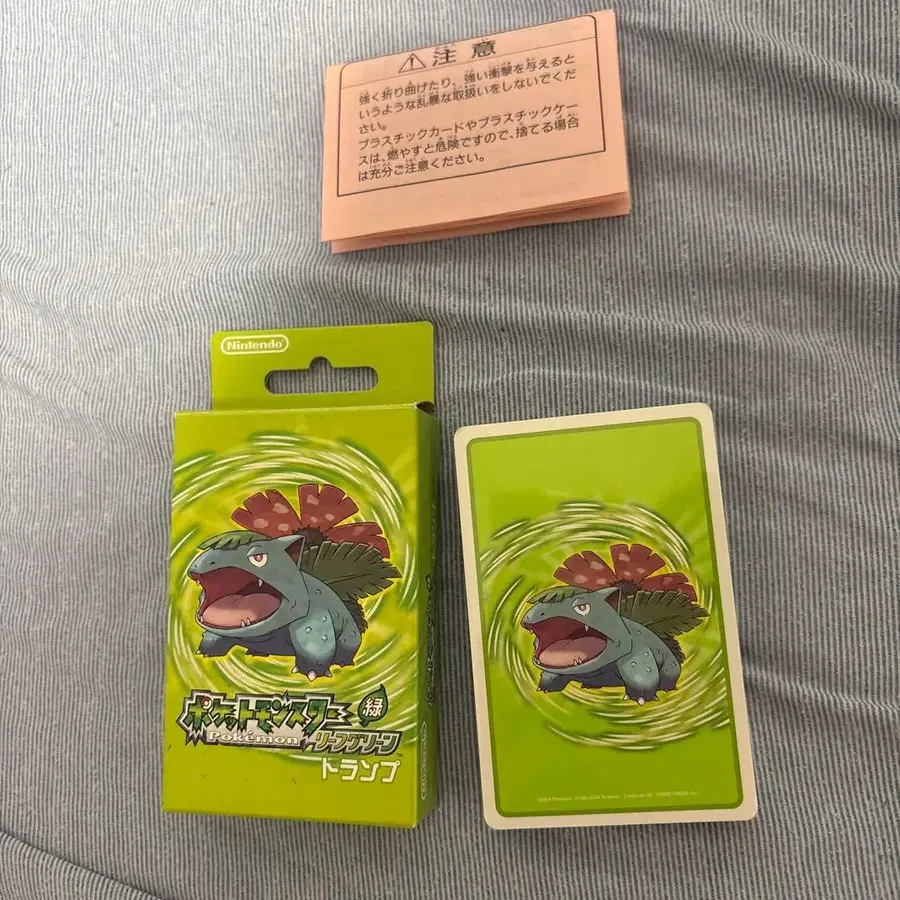 注意
強く折り曲げたり、強い衝撃を与えると
いうような乱暴な取扱いをしないでくだ
さい。
プラスチックカードやプラスチックケー
スは、燃やすと危険ですので、捨てる場合
は充分ご注意ください。
Nintendo
ポケットモンスター 緑
Pokémon リーフグリーン
トランプ